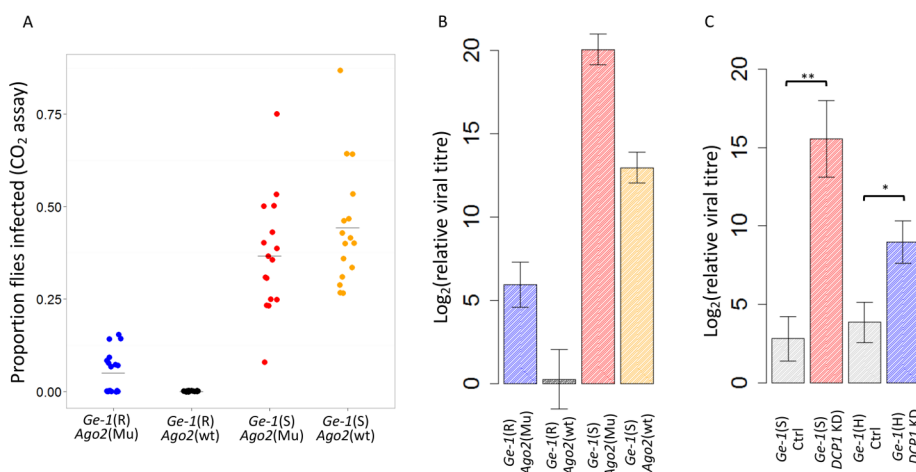 A
Proportion flies infected (CO₂ assay)
0.75
0.50
0.25
0.00
Ge-1(R)
Ago2(Mu)
Ge-1(R)
Ago2(wt)
Ge-1(S)
Ago2(Mu)
Ge-1(S)
Ago2(wt)
B
Log₂(relative viral titre)
20
15
10
5
0
Ge-1(R)
Ago2(Mu)
Ge-1(R)
Ago2(wt)
Ge-1(S)
Ago2(Mu)
Ge-1(S)
Ago2(wt)
C
Log₂(relative viral titre)
20
15
10
5
0
**
*
Ge-1(S)
Ctrl
Ge-1(S)
DCP1 KD
Ge-1(H)
Ctrl
Ge-1(H)
DCP1 KD